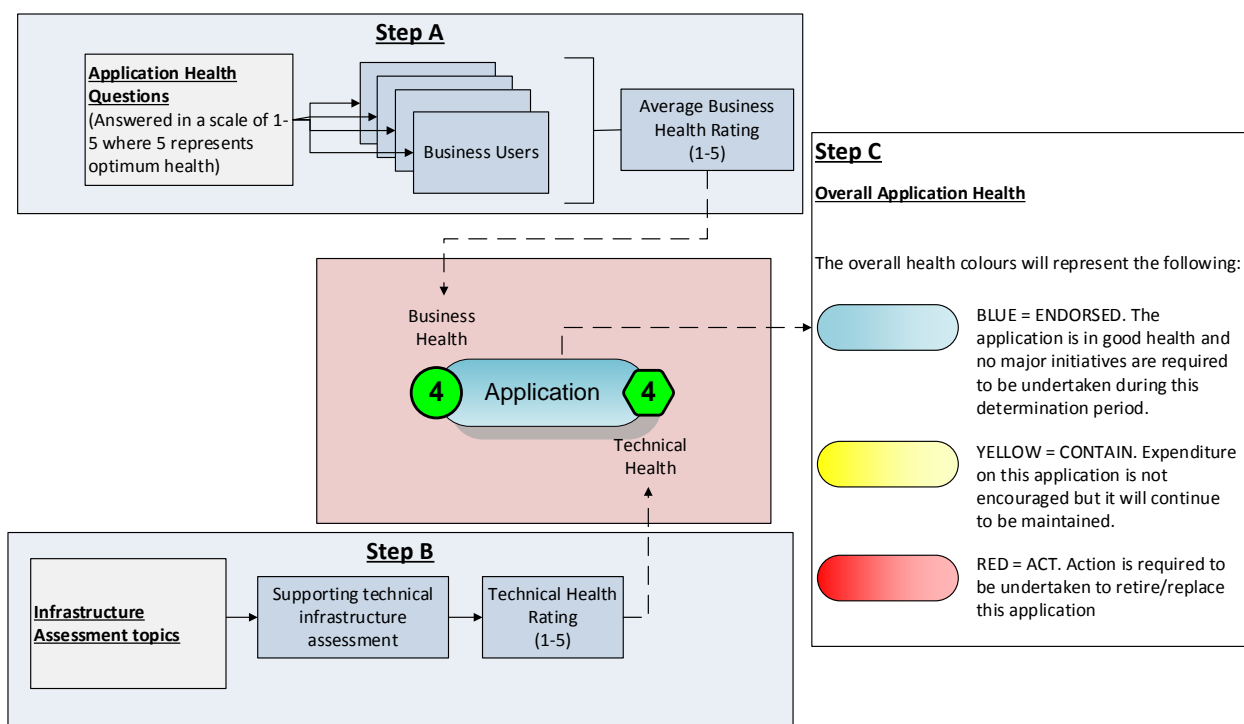 Step A
Application Health
Questions
(Answered in a scale of 1-
5 where 5 represents
optimum health)
Business Users
Average Business
Health Rating
(1-5)
Business
Health
4
Application
4
Technical
Health
Step B
Infrastructure
Assessment topics
Supporting technical
infrastructure
assessment
Technical Health
Rating
(1-5)
Step C
Overall Application Health
The overall health colours will represent the following:
BLUE = ENDORSED. The
application is in good health and
no major initiatives are required
to be undertaken during this
determination period.
YELLOW = CONTAIN. Expenditure
on this application is not
encouraged but it will continue
to be maintained.
RED = ACT. Action is required to
be undertaken to retire/replace
this application